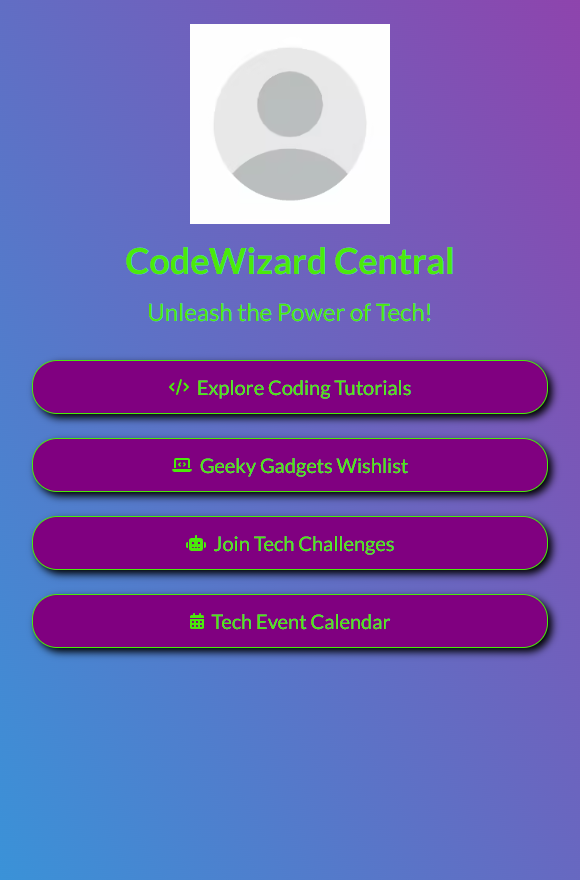 CodeWizard Central
Unleash the Power of Tech!
Explore Coding Tutorials
Geeky Gadgets Wishlist
Join Tech Challenges
Tech Event Calendar